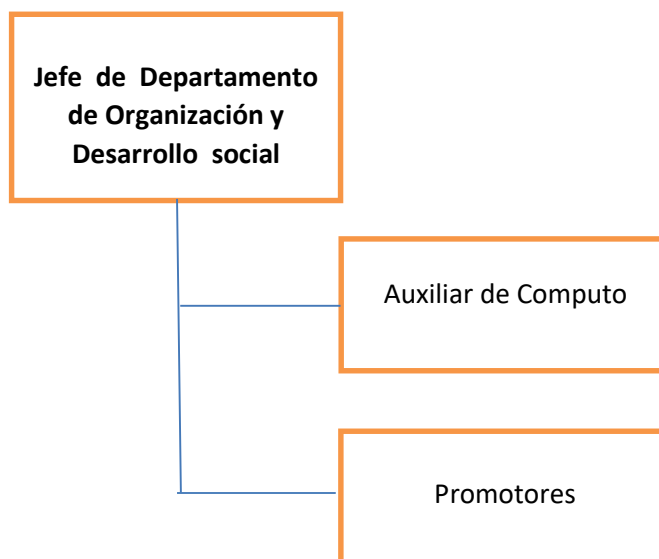 Jefe de Departamento
de Organización y
Desarrollo social
Auxiliar de Computo
Promotores